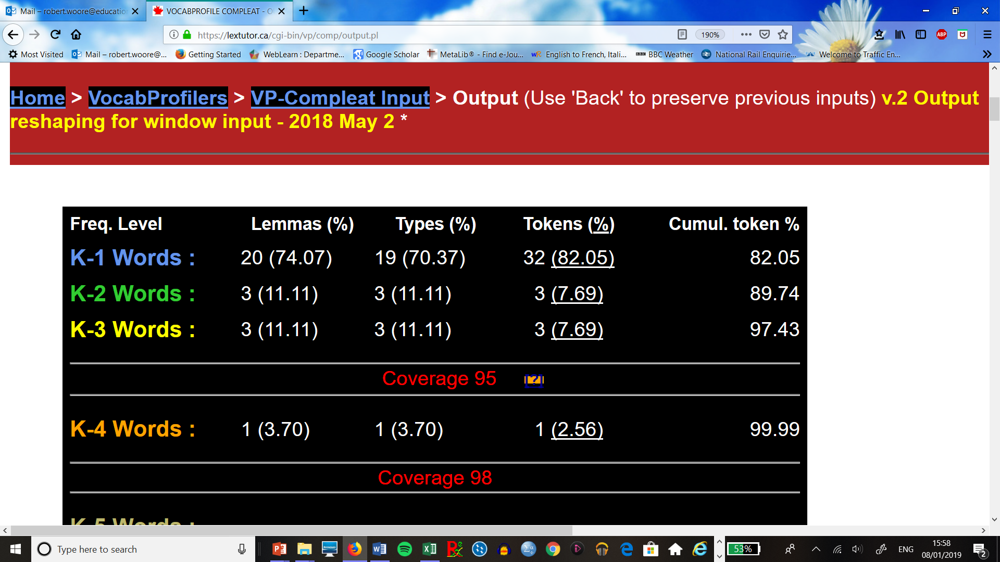 Mail – robert.woore@educatio
VOCABPROFILE COMPLEAT - O
https://lextutor.ca/cgi-bin/vp/comp/output.pl
190%
ABP
Most Visited
Mail – robert.woore@...
Getting Started
WebLearn : Departme...
Google Scholar
MetaLib® - Find e-Jou...
English to French, Itali...
BBC Weather
National Rail Enquirie...
Welcome to Traffic En...
Home > VocabProfilers > VP-Compleat Input > Output (Use 'Back' to preserve previous inputs) v.2 Output
reshaping for window input - 2018 May 2 *
Freq. Level Lemmas (%) Types (%) Tokens (%) Cumul. token %
K-1 Words : 20 (74.07) 19 (70.37) 32 (82.05) 82.05
K-2 Words : 3 (11.11) 3 (11.11) 3 (7.69) 89.74
K-3 Words : 3 (11.11) 3 (11.11) 3 (7.69) 97.43
Coverage 95 [?]
K-4 Words : 1 (3.70) 1 (3.70) 1 (2.56) 99.99
Coverage 98
K-5 Words :
Type here to search
53%
ENG
15:58
08/01/2019
2